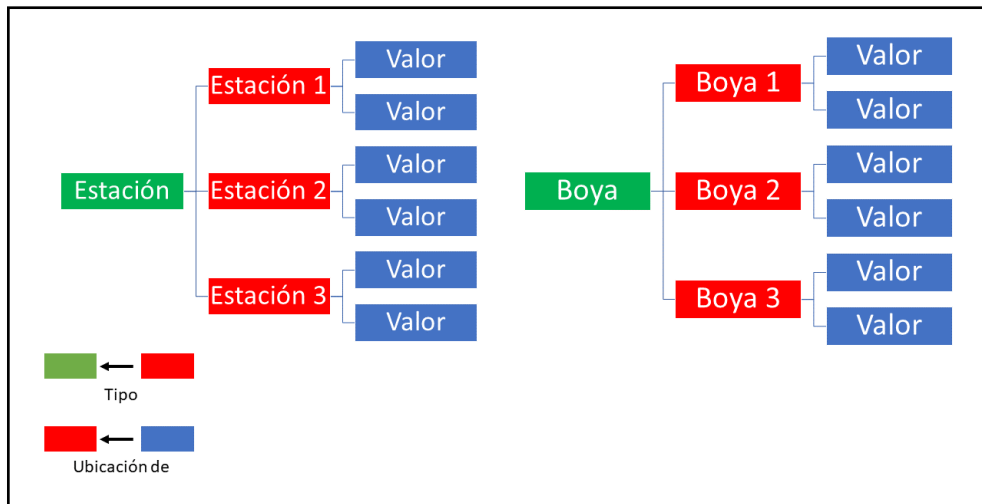 Estación
Estación 1
Valor
Valor
Estación 2
Valor
Valor
Estación 3
Valor
Valor
Boya
Boya 1
Valor
Valor
Boya 2
Valor
Valor
Boya 3
Valor
Valor
Tipo
Ubicación de